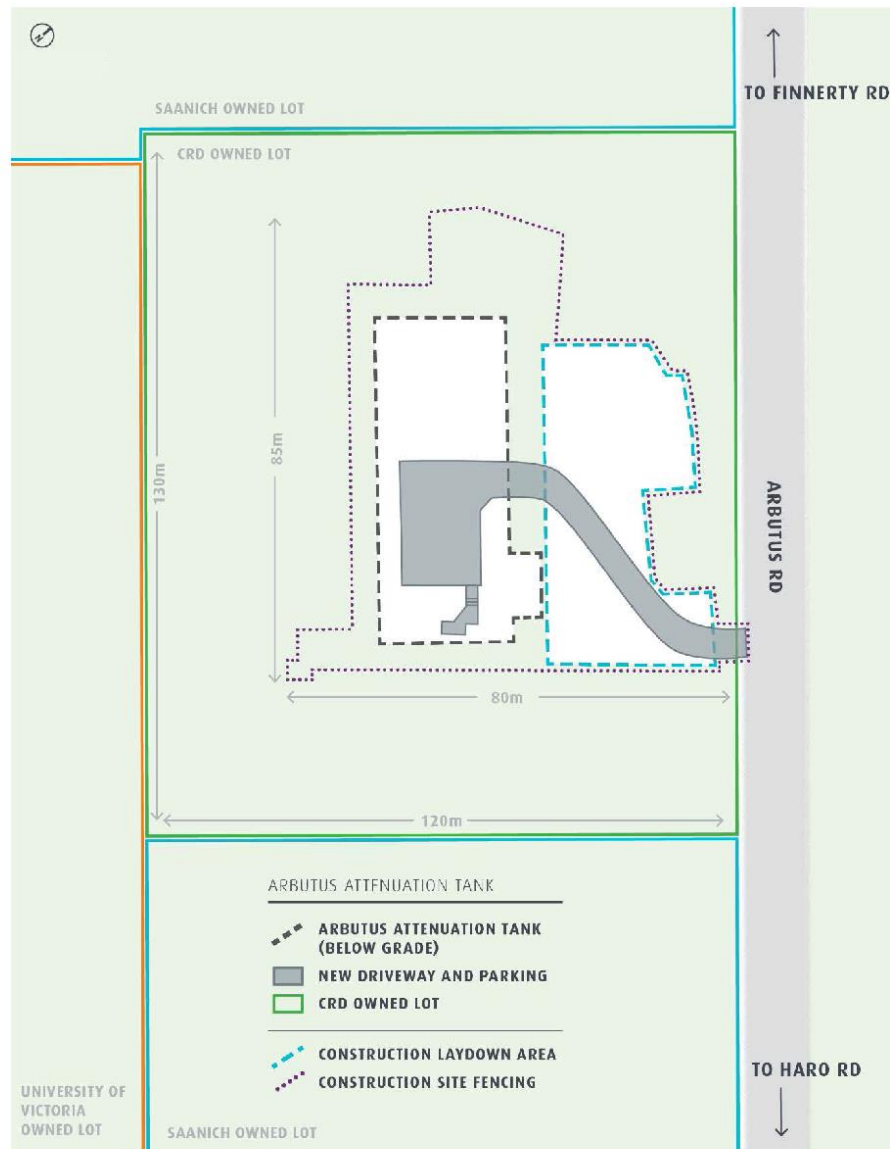 N
TO FINNERTY RD
SAANICH OWNED LOT
CRD OWNED LOT
85m
130m
ARBUTUS RD
80m
120m
ARBUTUS ATTENUATION TANK
ARBUTUS ATTENUATION TANK
(BELOW GRADE)
NEW DRIVEWAY AND PARKING
CRD OWNED LOT
CONSTRUCTION LAYDOWN AREA
CONSTRUCTION SITE FENCING
TO HARO RD
UNIVERSITY OF
VICTORIA
OWNED LOT
SAANICH OWNED LOT